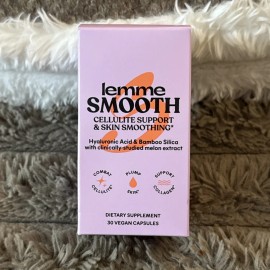 lemme
SMOOTH
CELLULITE SUPPORT
& SKIN SMOOTHING*
Hyaluronic Acid & Bamboo Silica
with clinically-studied melon extract
COMBAT
CELLULITE*
PLUMP
SKIN*
SUPPORT
COLLAGEN*
DIETARY SUPPLEMENT
30 VEGAN CAPSULES